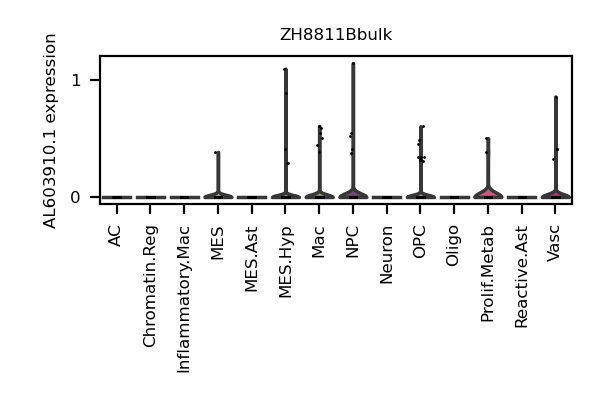 ZH8811Bbulk
AL603910.1 expression
1
0
AC
Chromatin.Reg
Inflammatory.Mac
MES
MES.Ast
MES.Hyp
Mac
NPC
Neuron
OPC
Oligo
Prolif.Metab
Reactive.Ast
Vasc